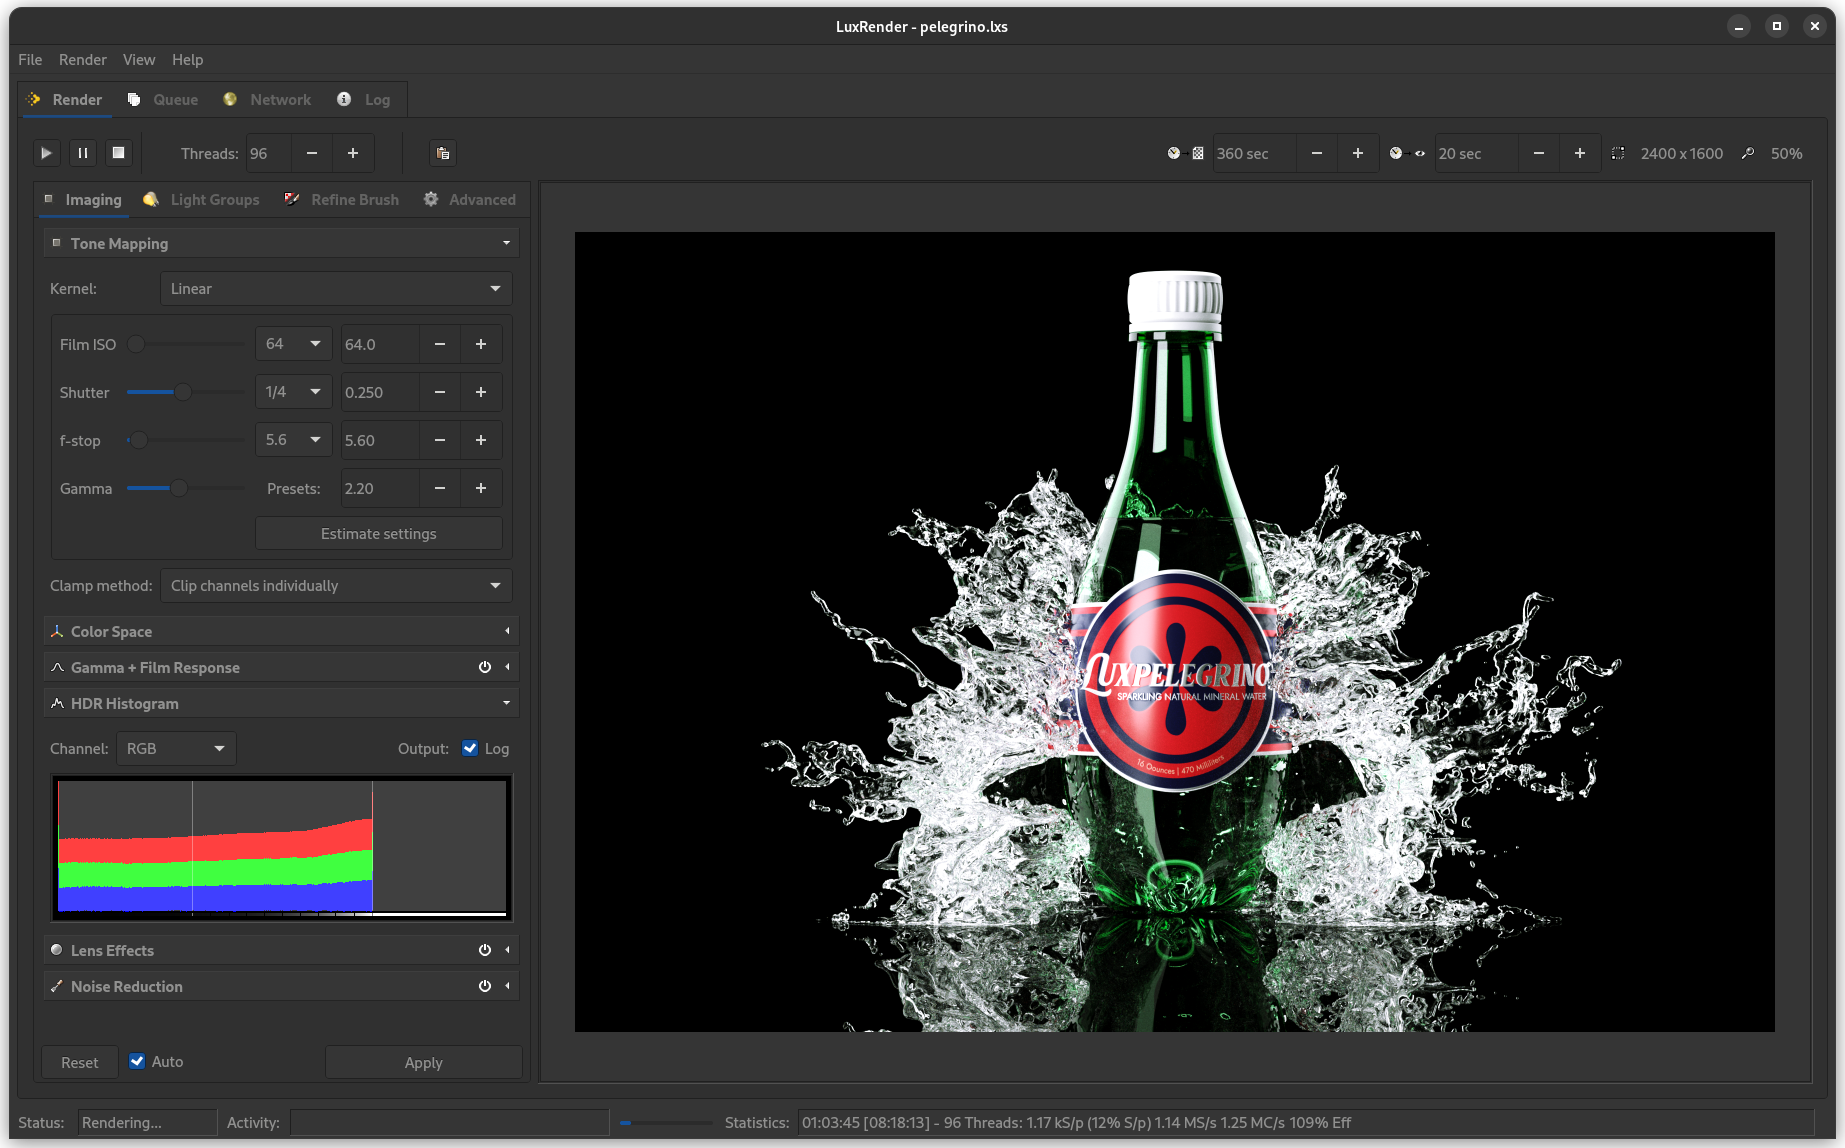 LuxRender - pelegrino.lxs
File Render View Help
Render Queue Network Log
Threads: 96 360 sec 20 sec 2400 x 1600 50%
Imaging Light Groups Refine Brush Advanced
Tone Mapping
Kernel: Linear
Film ISO 64 64.0
Shutter 1/4 0.250
f-stop 5.6 5.60
Gamma Presets: 2.20
Estimate settings
Clamp method: Clip channels individually
Color Space
Gamma + Film Response
HDR Histogram
Channel: RGB Output: Log
Lens Effects
Noise Reduction
Reset Auto Apply
LUXPELEGRINO
SPARKLING NATURAL MINERAL WATER
16 Ounces | 470 Milliliters
Status: Rendering... Activity: Statistics: 01:03:45 [08:18:13] - 96 Threads: 1.17 kS/p (12% S/p) 1.14 MS/s 1.25 MC/s 109% Eff